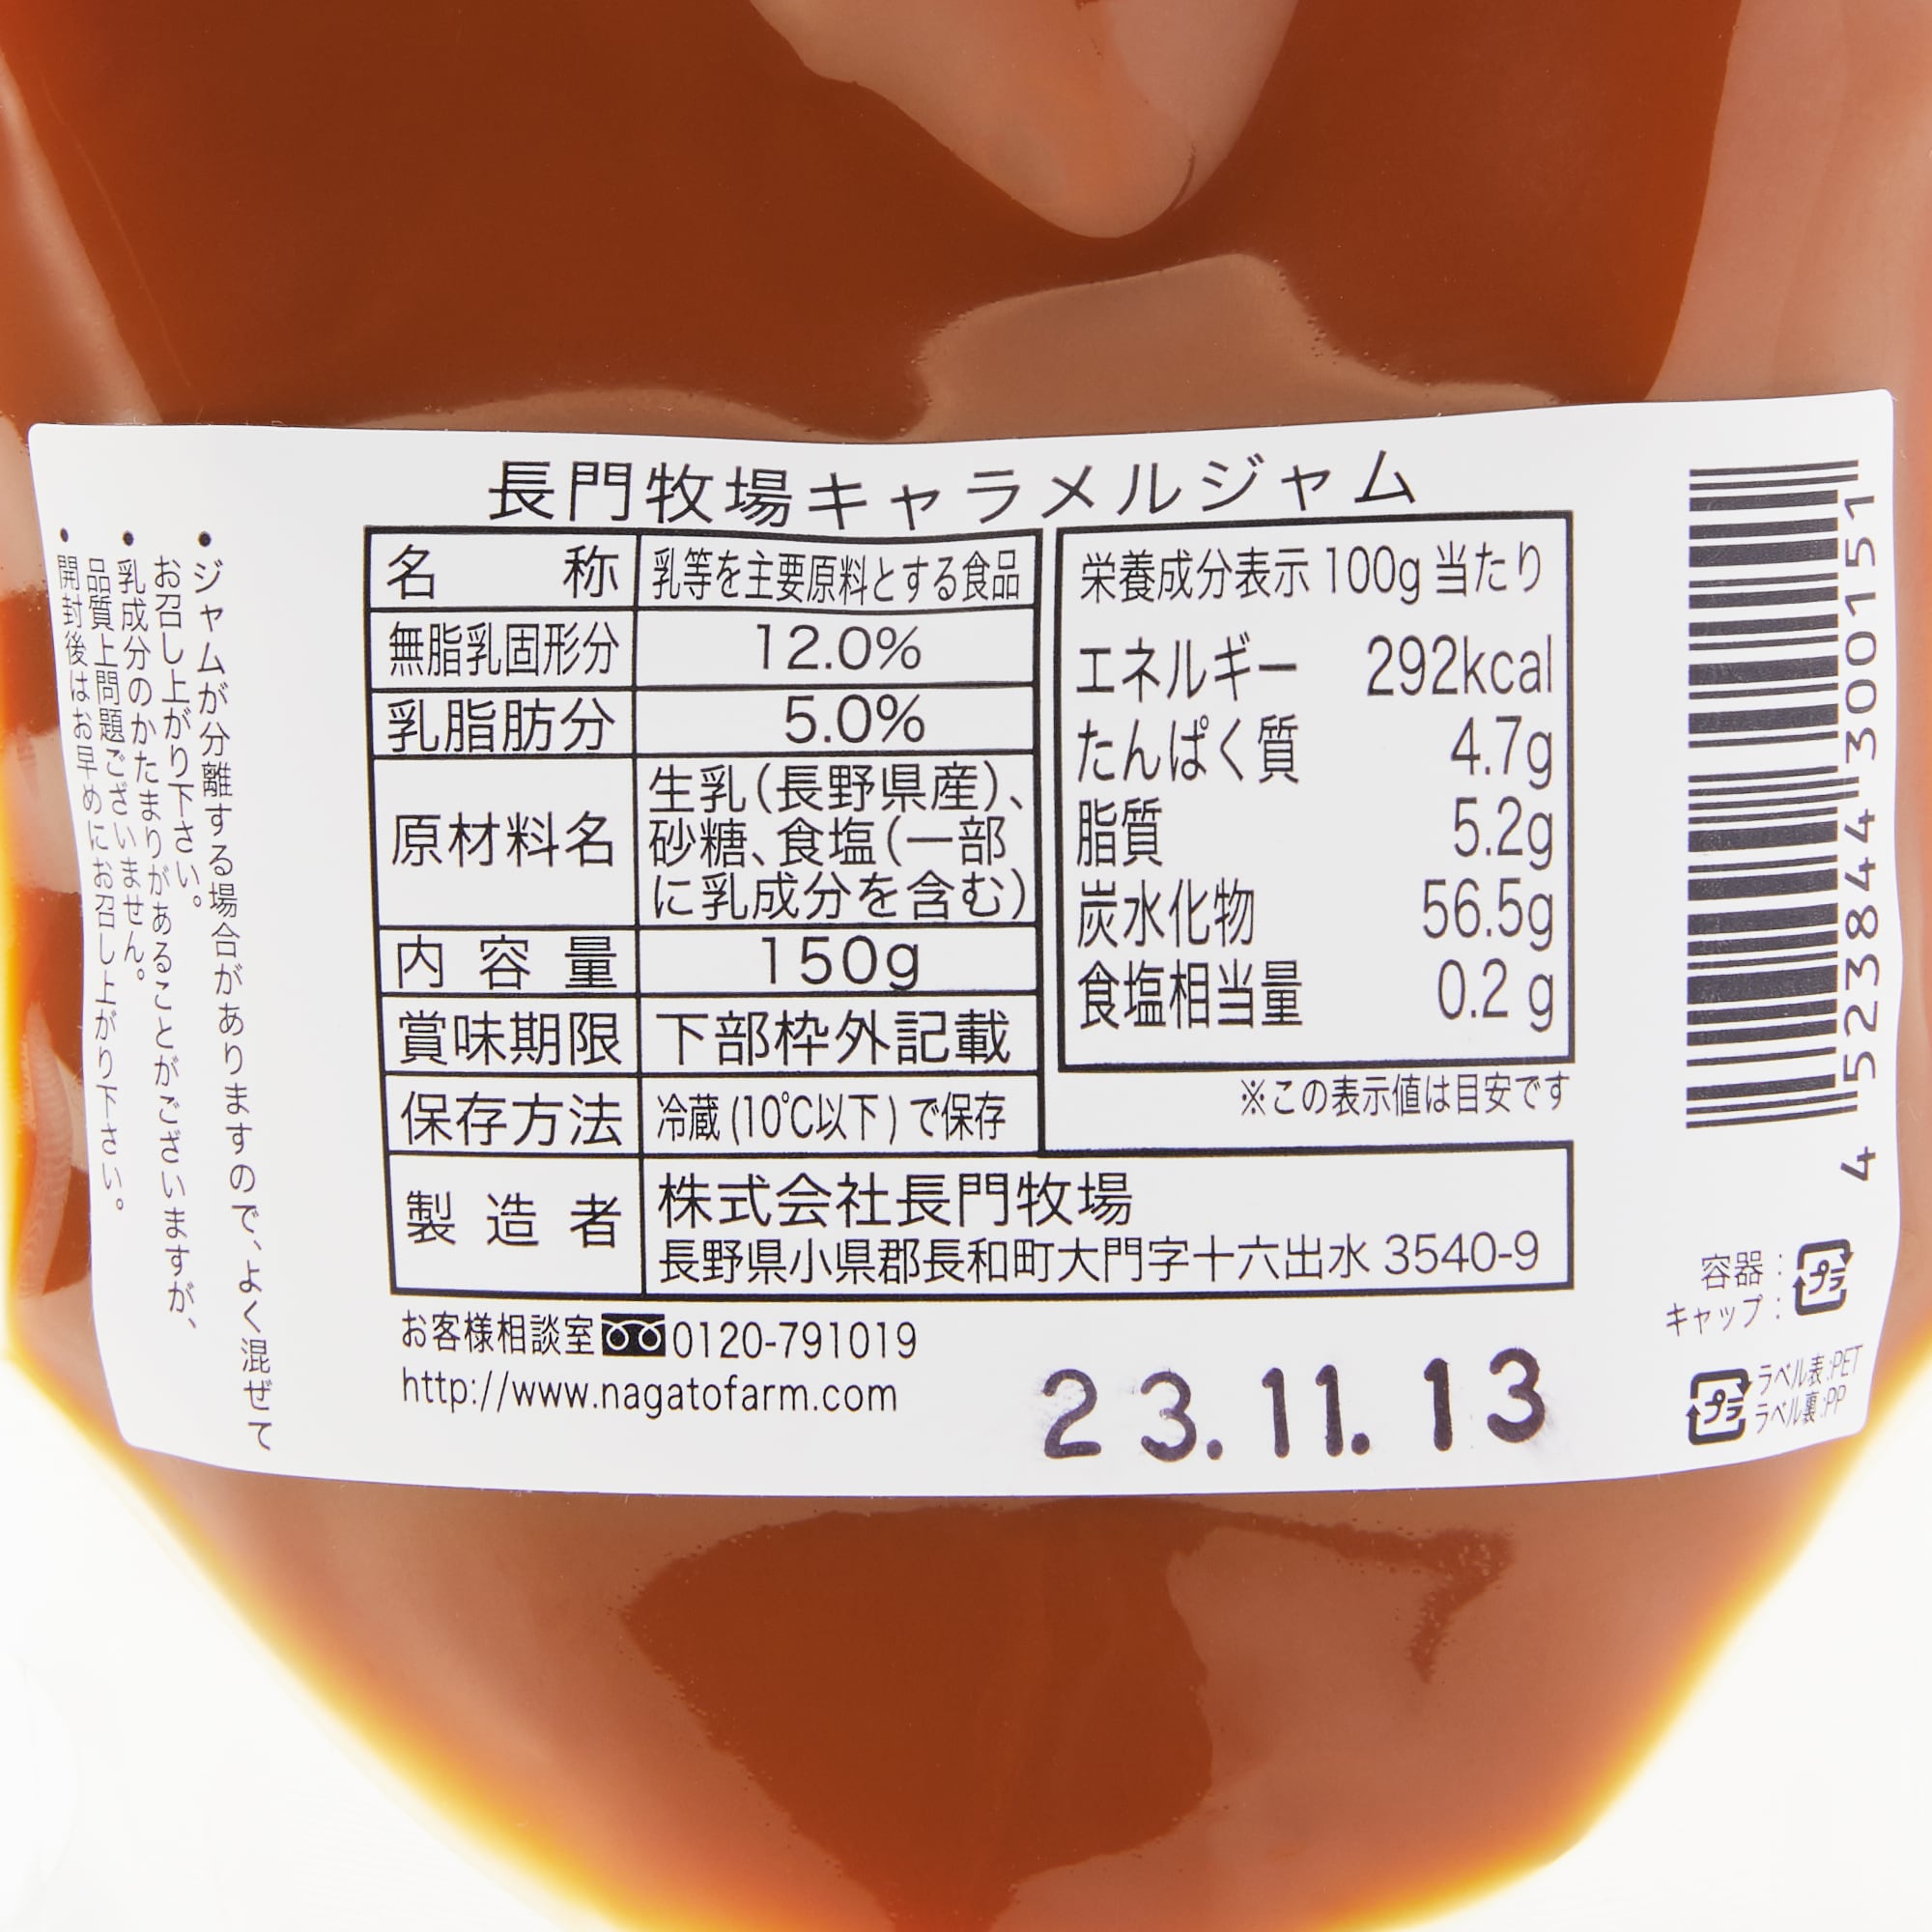 長門牧場キャラメルジャム
名称 乳等を主要原料とする食品
無脂乳固形分 12.0%
乳脂肪分 5.0%
原材料名 生乳(長野県産)、
砂糖、食塩(一部
に乳成分を含む)
内容量 150g
賞味期限 下部枠外記載
保存方法 冷蔵(10℃以下)で保存
製造者 株式会社長門牧場
長野県小県郡長和町大門字十六出水 3540-9
栄養成分表示 100g 当たり
エネルギー 292kcal
たんぱく質 4.7g
脂質 5.2g
炭水化物 56.5g
食塩相当量 0.2 g
※この表示値は目安です
お客様相談室 0120-791019
http://www.nagatofarm.com
23.11.13
・ジャムが分離する場合がありますので、よく混ぜて
お召し上がり下さい。
・乳成分のかたまりがあることがございますが、
品質上問題ございません。
・開封後はお早めにお召し上がり下さい。
4 523844 300151
容器:
キャップ:
プラ
プラ
ラベル表:PET
ラベル裏:PP